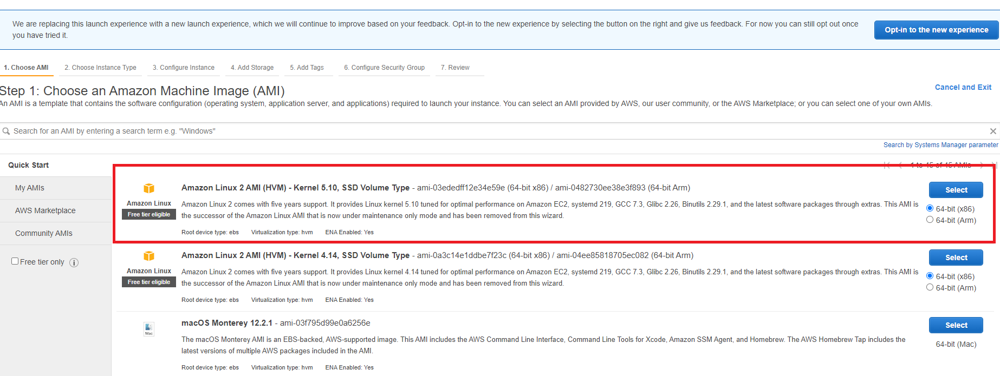 We are replacing this launch experience with a new launch experience, which we will continue to improve based on your feedback. Opt-in to the new experience by selecting the button on the right and give us feedback. For now you can still opt out once
you have tried it.
Opt-in to the new experience
1. Choose AMI 2. Choose Instance Type 3. Configure Instance 4. Add Storage 5. Add Tags 6. Configure Security Group 7. Review
Step 1: Choose an Amazon Machine Image (AMI)
Cancel and Exit
An AMI is a template that contains the software configuration (operating system, application server, and applications) required to launch your instance. You can select an AMI provided by AWS, our user community, or the AWS Marketplace; or you can select one of your own AMIs.
Search for an AMI by entering a search term e.g. "Windows"
Search by Systems Manager parameter
Quick Start
My AMIs
AWS Marketplace
Community AMIs
Free tier only
1 to 45 of 45 AMIs
Amazon Linux
Free tier eligible
Amazon Linux 2 AMI (HVM) - Kernel 5.10, SSD Volume Type - ami-03ededff12e34e59e (64-bit x86) / ami-0482730ee38e3f893 (64-bit Arm)
Amazon Linux 2 comes with five years support. It provides Linux kernel 5.10 tuned for optimal performance on Amazon EC2, systemd 219, GCC 7.3, Glibc 2.26, Binutils 2.29.1, and the latest software packages through extras. This AMI is
the successor of the Amazon Linux AMI that is now under maintenance only mode and has been removed from this wizard.
Root device type: ebs Virtualization type: hvm ENA Enabled: Yes
Select
64-bit (x86)
64-bit (Arm)
Amazon Linux
Free tier eligible
Amazon Linux 2 AMI (HVM) - Kernel 4.14, SSD Volume Type - ami-0a3c14e1ddbe7f23c (64-bit x86) / ami-04ee85818705ec082 (64-bit Arm)
Amazon Linux 2 comes with five years support. It provides Linux kernel 4.14 tuned for optimal performance on Amazon EC2, systemd 219, GCC 7.3, Glibc 2.26, Binutils 2.29.1, and the latest software packages through extras. This AMI is
the successor of the Amazon Linux AMI that is now under maintenance only mode and has been removed from this wizard.
Root device type: ebs Virtualization type: hvm ENA Enabled: Yes
Select
64-bit (x86)
64-bit (Arm)
Mac
macOS Monterey 12.2.1 - ami-03f795d99e0a6256e
The macOS Monterey AMI is an EBS-backed, AWS-supported image. This AMI includes the AWS Command Line Interface, Command Line Tools for Xcode, Amazon SSM Agent, and Homebrew. The AWS Homebrew Tap includes the
latest versions of multiple AWS packages included in the AMI.
Root device type: ebs Virtualization type: hvm ENA Enabled: Yes
Select
64-bit (Mac)